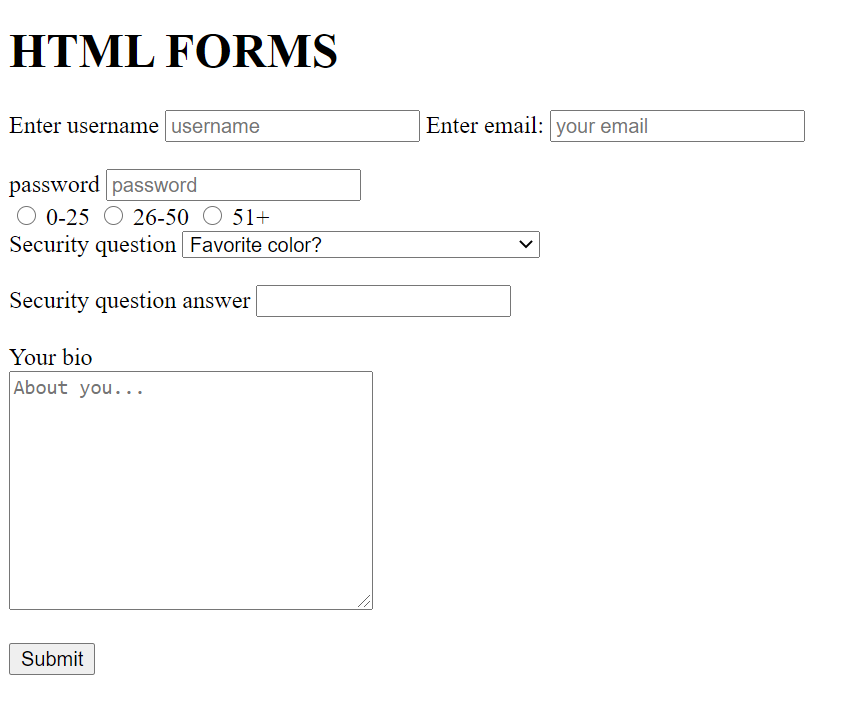 HTML FORMS
Enter username username Enter email: your email
password password
0-25 26-50 51+
Security question Favorite color?
Security question answer
Your bio
About you...
Submit